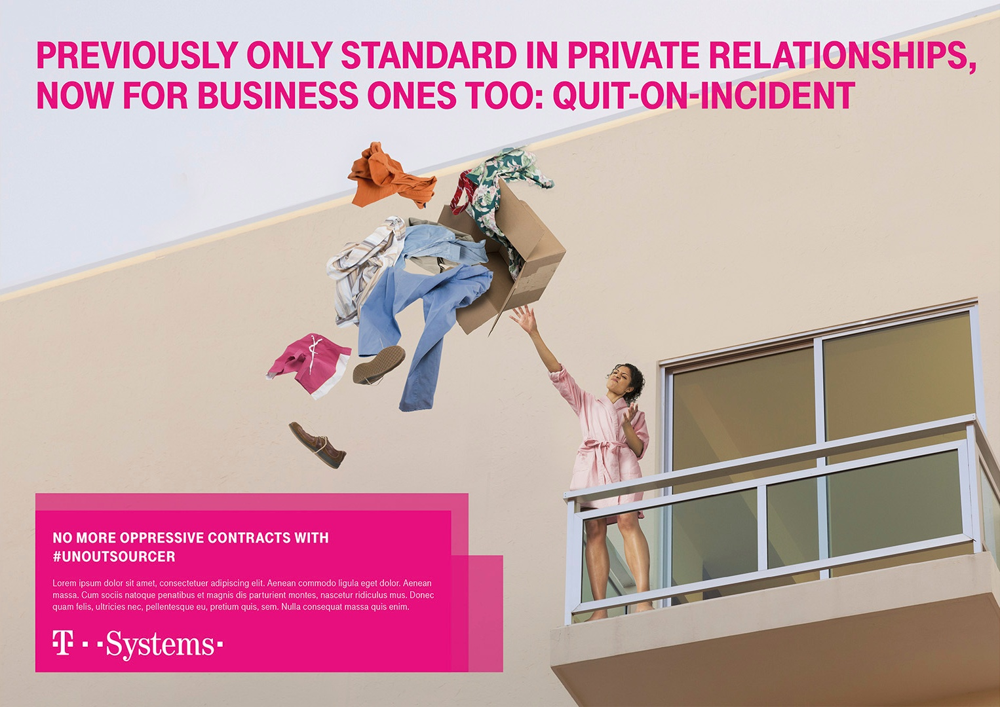 PREVIOUSLY ONLY STANDARD IN PRIVATE RELATIONSHIPS,
NOW FOR BUSINESS ONES TOO: QUIT-ON-INCIDENT
NO MORE OPPRESSIVE CONTRACTS WITH
#UNOUTSOURCER
Lorem ipsum dolor sit amet, consectetuer adipiscing elit. Aenean commodo ligula eget dolor. Aenean
massa. Cum sociis natoque penatibus et magnis dis parturient montes, nascetur ridiculus mus. Donec
quam felis, ultricies nec, pellentesque eu, pretium quis, sem. Nulla consequat massa quis enim.
T··Systems·